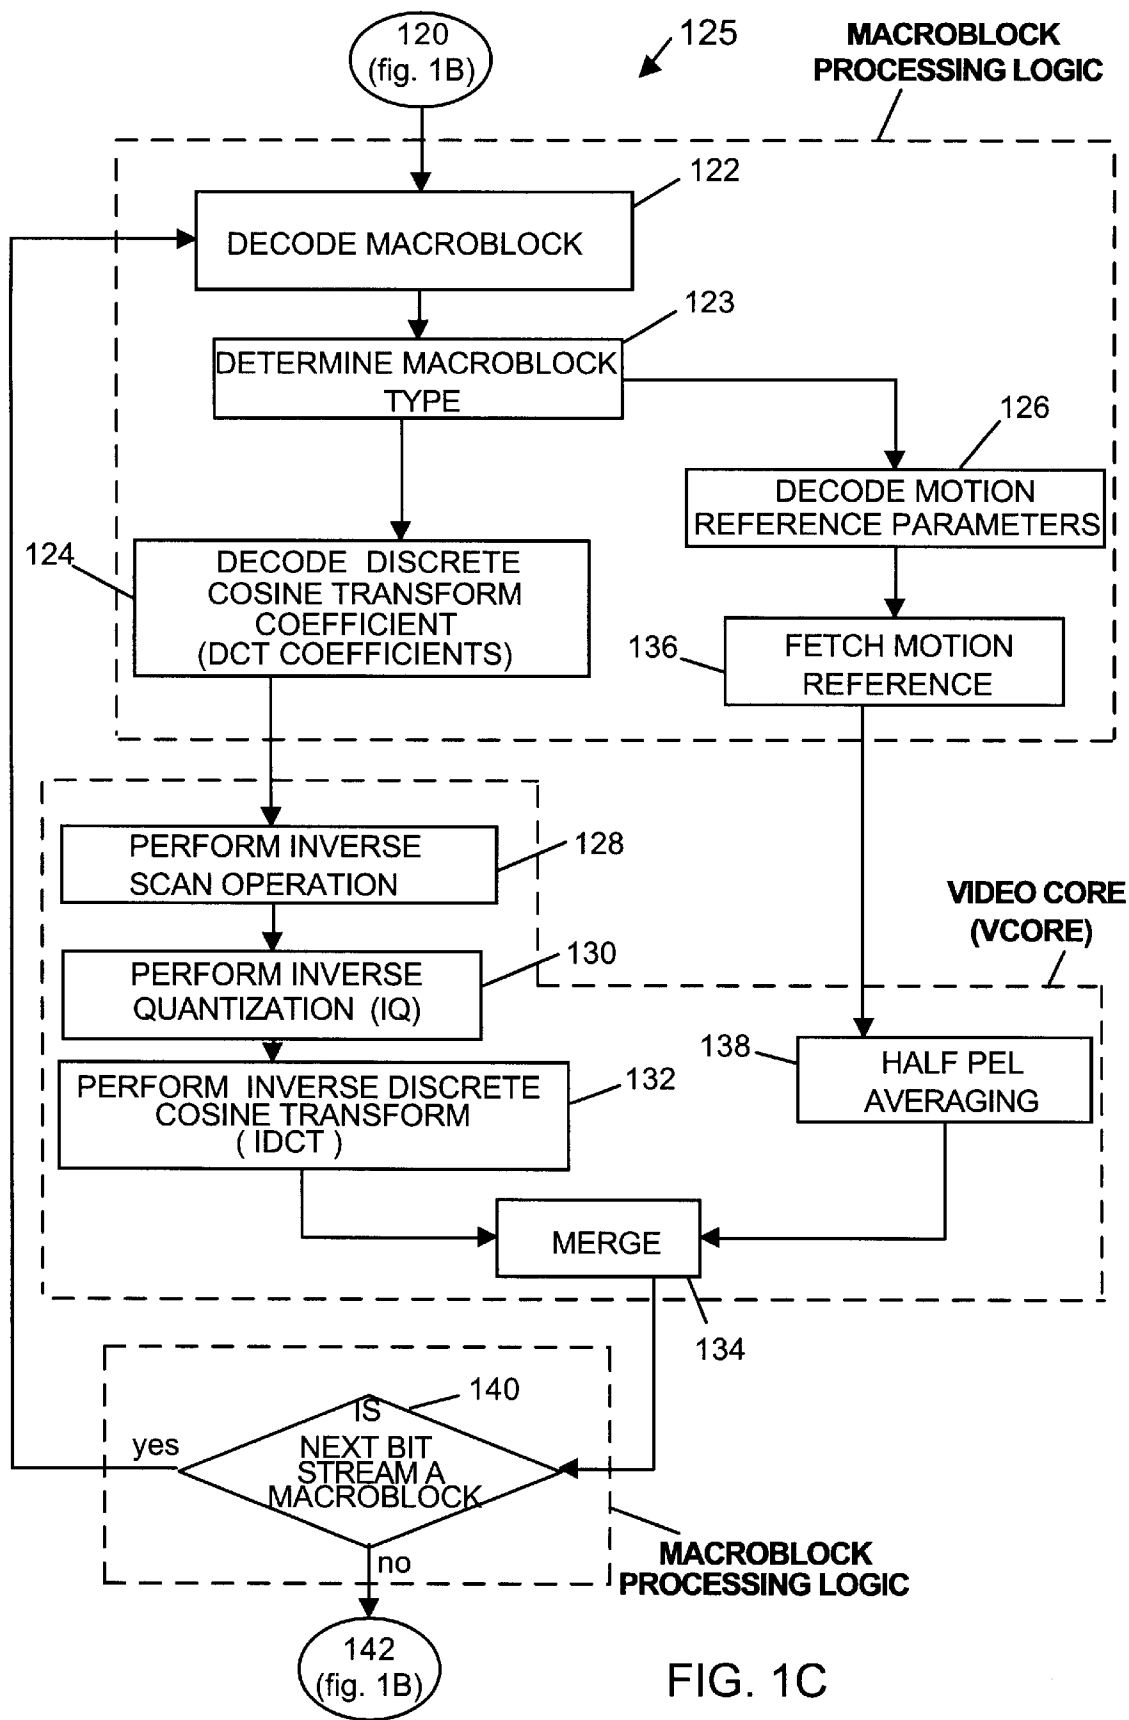 120
(fig. 1B)
125
MACROBLOCK
PROCESSING LOGIC
122
DECODE MACROBLOCK
123
DETERMINE MACROBLOCK
TYPE
126
DECODE MOTION
REFERENCE PARAMETERS
124
DECODE DISCRETE
COSINE TRANSFORM
COEFFICIENT
(DCT COEFFICIENTS)
136
FETCH MOTION
REFERENCE
PERFORM INVERSE
SCAN OPERATION
128
VIDEO CORE
(VCORE)
PERFORM INVERSE
QUANTIZATION (IQ)
130
138
HALF PEL
AVERAGING
PERFORM INVERSE DISCRETE
COSINE TRANSFORM
( IDCT )
132
MERGE
134
140
IS
NEXT BIT
STREAM A
MACROBLOCK
yes
no
MACROBLOCK
PROCESSING LOGIC
142
(fig. 1B)
FIG. 1C